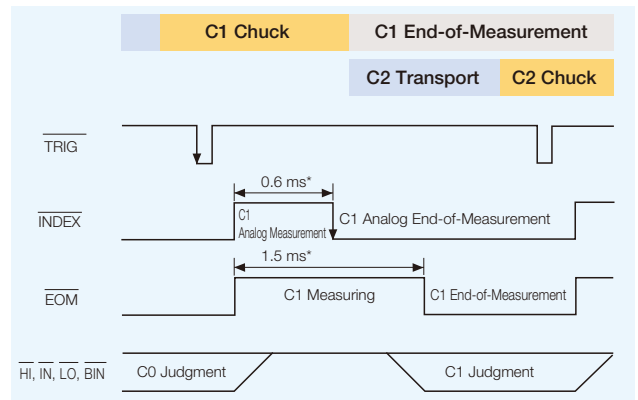 C1 Chuck
C1 End-of-Measurement
C2 Transport
C2 Chuck
TRIG
0.6 ms*
INDEX
C1
Analog Measurement
C1 Analog End-of-Measurement
1.5 ms*
EOM
C1 Measuring
C1 End-of-Measurement
HI, IN, LO, BIN
C0 Judgment
C1 Judgment